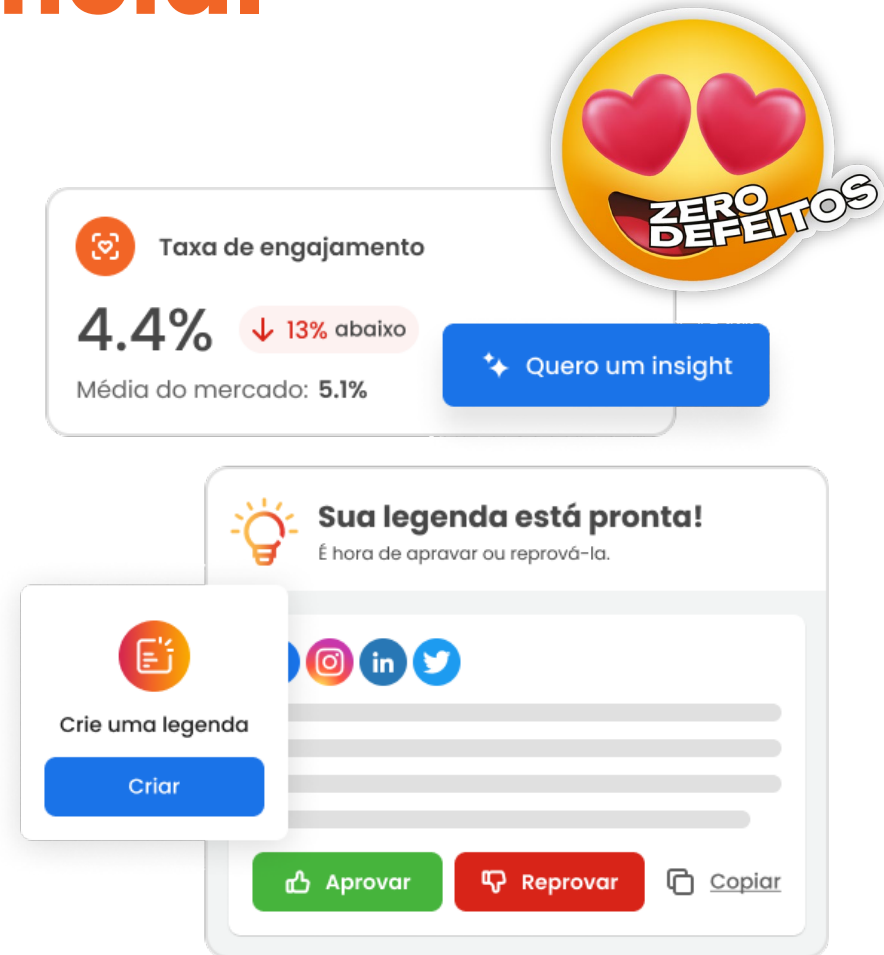 ZERO
DEFEITOS
Taxa de engajamento
4.4%
13% abaixo
Média do mercado: 5.1%
Quero um insight
Sua legenda está pronta!
É hora de apravar ou reprová-la.
in
Crie uma legenda
Criar
Aprovar
Reprovar
Copiar